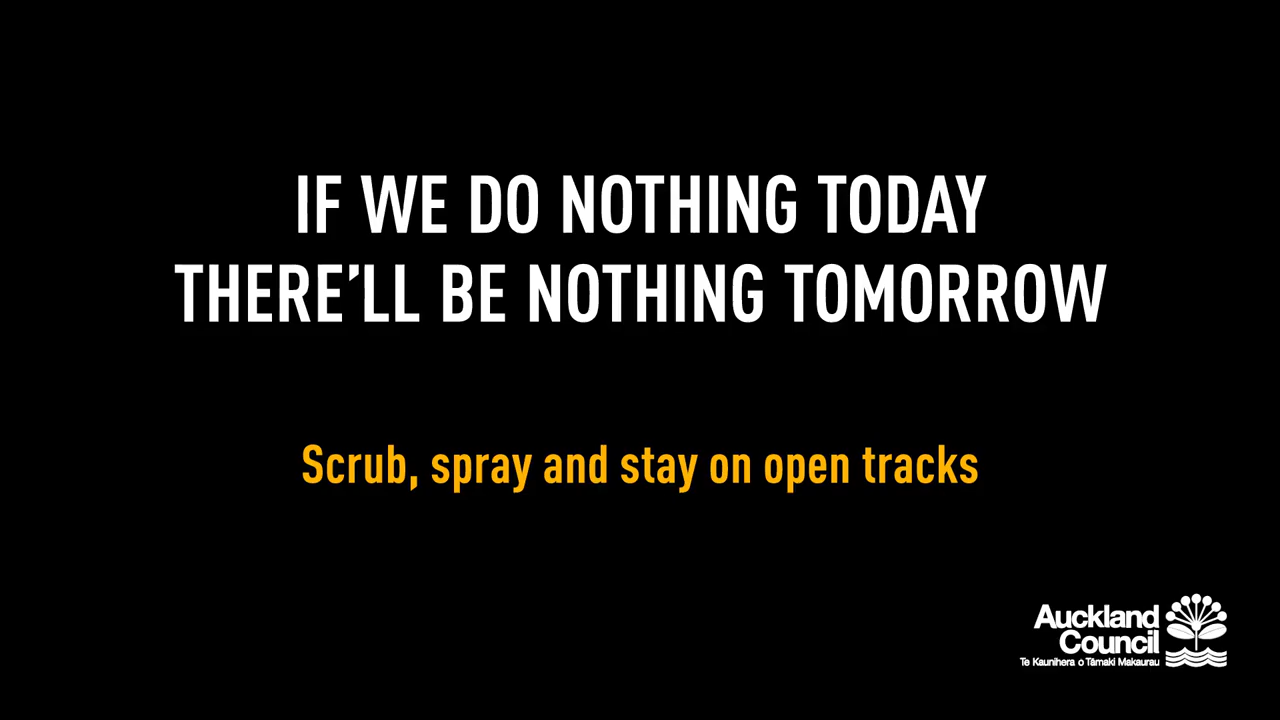 IF WE DO NOTHING TODAY
THERE’LL BE NOTHING TOMORROW
Scrub, spray and stay on open tracks
Auckland
Council
Te Kaunihera o Tāmaki Makaurau